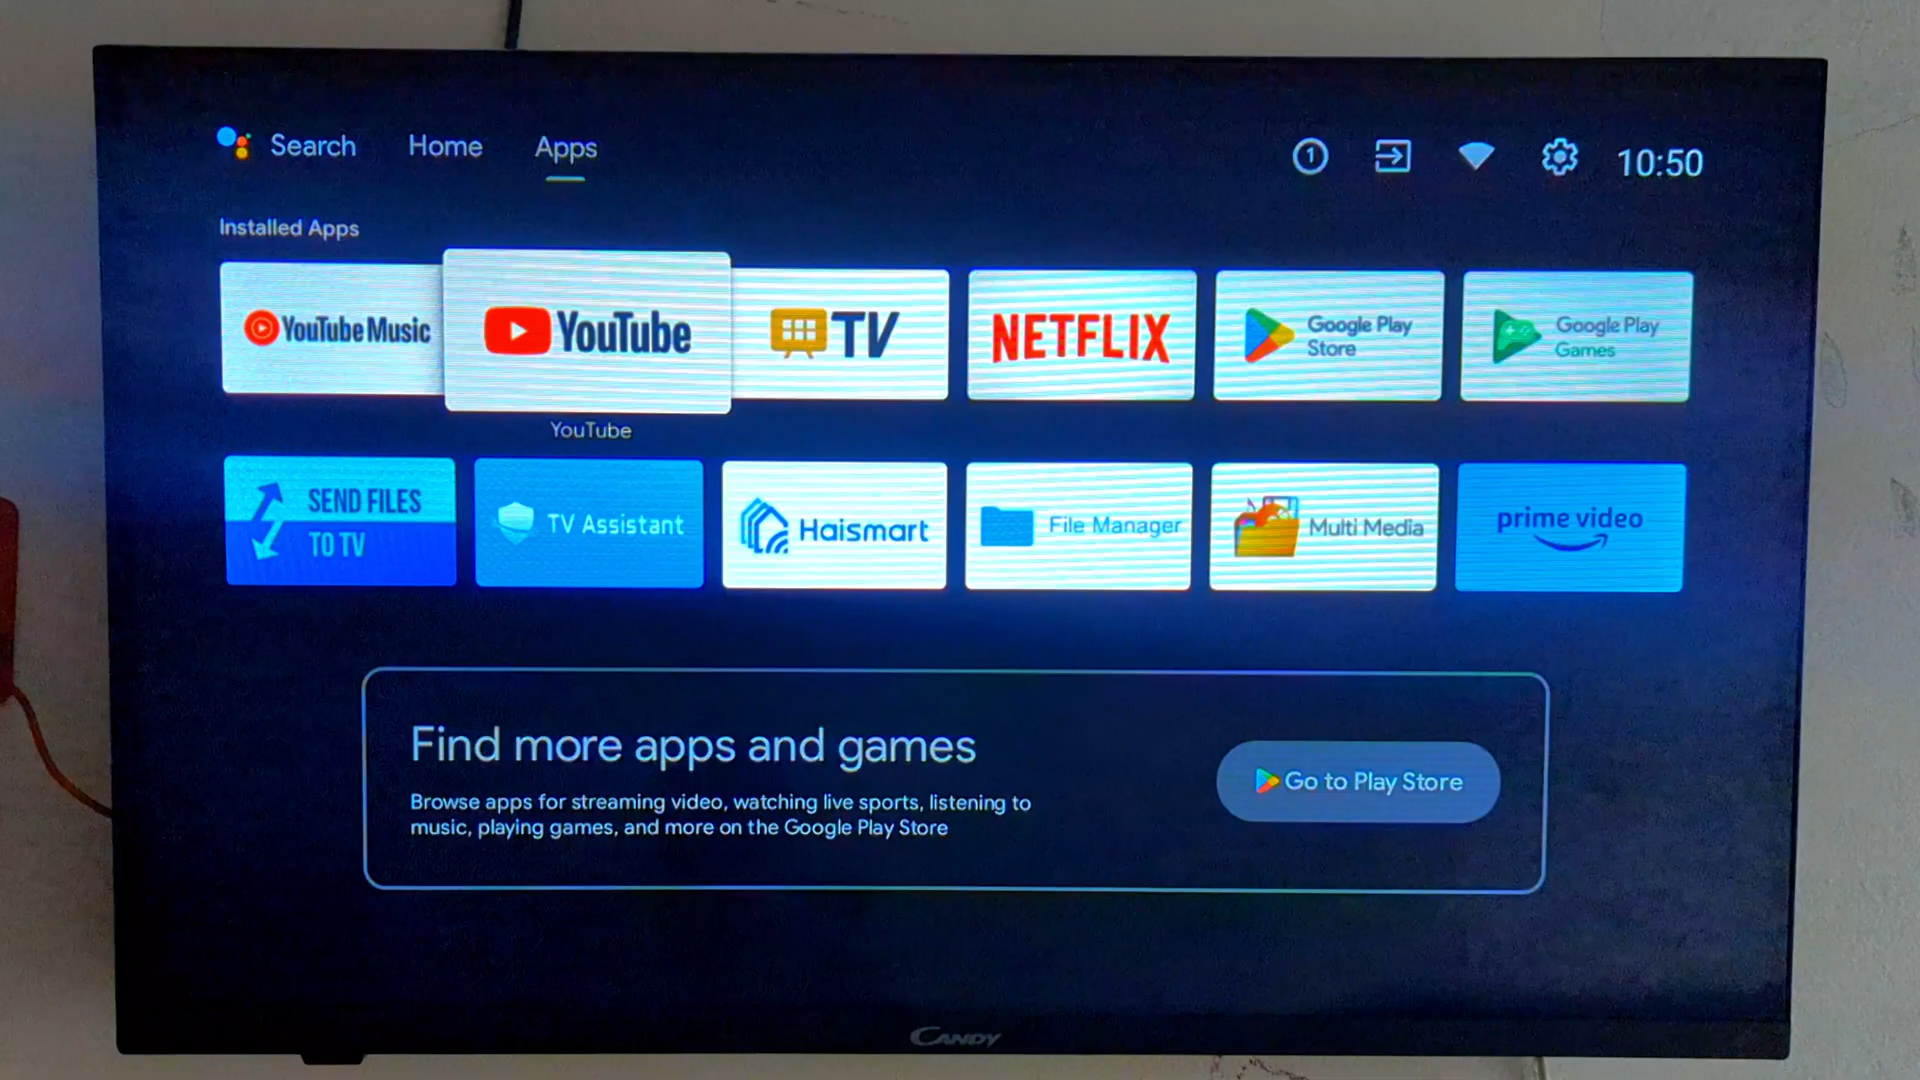 Search Home Apps 1 10:50
Installed Apps
YouTube Music YouTube TV NETFLIX Google Play Store Google Play Games
YouTube
SEND FILES TO TV TV Assistant Haismart File Manager Multi Media prime video
Find more apps and games
Browse apps for streaming video, watching live sports, listening to
music, playing games, and more on the Google Play Store
Go to Play Store
CANDY